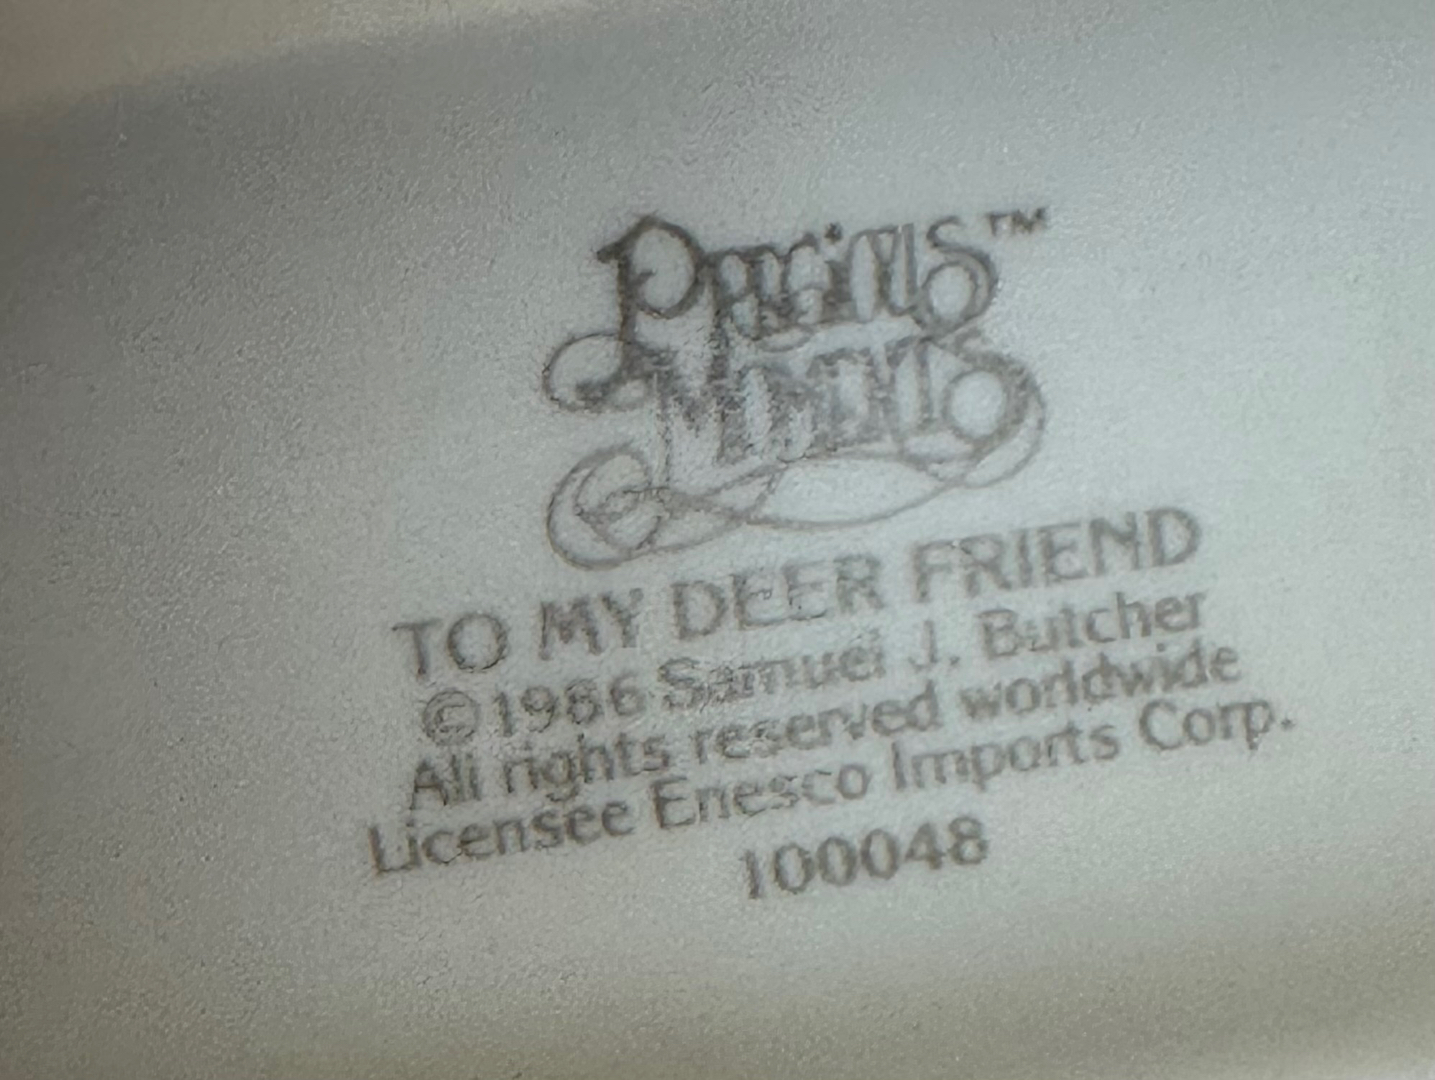 Precious™
Moments
TO MY DEER FRIEND
©1986 Samuel J. Butcher
All rights reserved worldwide
Licensee Enesco Imports Corp.
100048